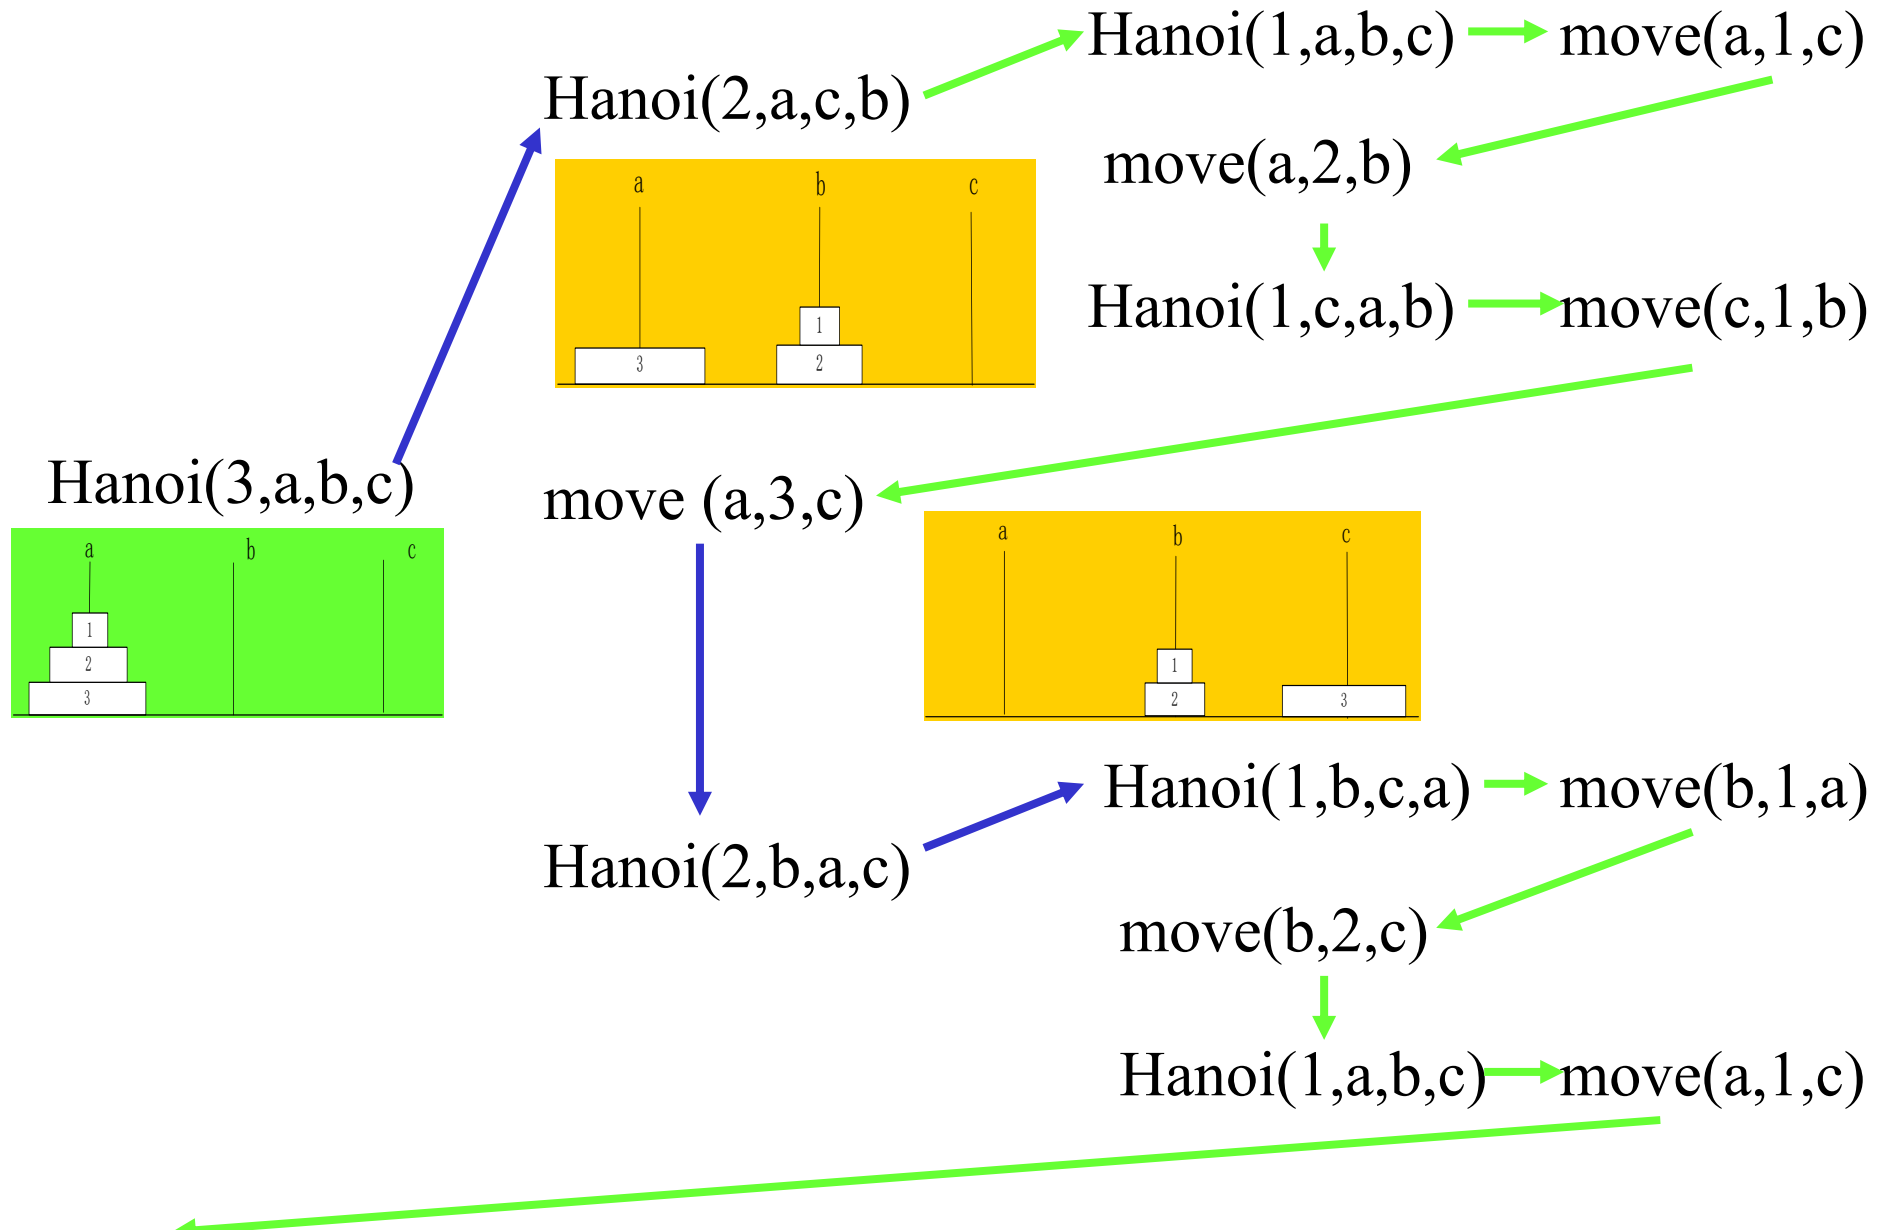 Hanoi(1,a,b,c) move(a,1,c)
Hanoi(2,a,c,b)
move(a,2,b)
a b c
1
3 2
Hanoi(1,c,a,b) move(c,1,b)
Hanoi(3,a,b,c)
move (a,3,c)
a b c
1
2
3
a b c
1
2 3
Hanoi(1,b,c,a) move(b,1,a)
Hanoi(2,b,a,c)
move(b,2,c)
Hanoi(1,a,b,c) move(a,1,c)